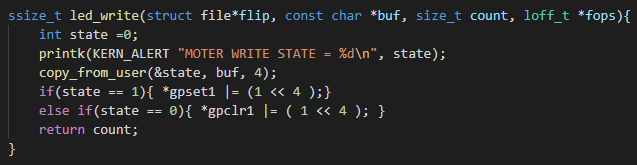 ssize_t led_write(struct file*flip, const char *buf, size_t count, loff_t *fops){
    int state =0;
    printk(KERN_ALERT "MOTER WRITE STATE = %d\n", state);
    copy_from_user(&state, buf, 4);
    if(state == 1){ *gpset1 |= (1 << 4 );}
    else if(state == 0){ *gpclr1 |= ( 1 << 4 ); }
    return count;
}